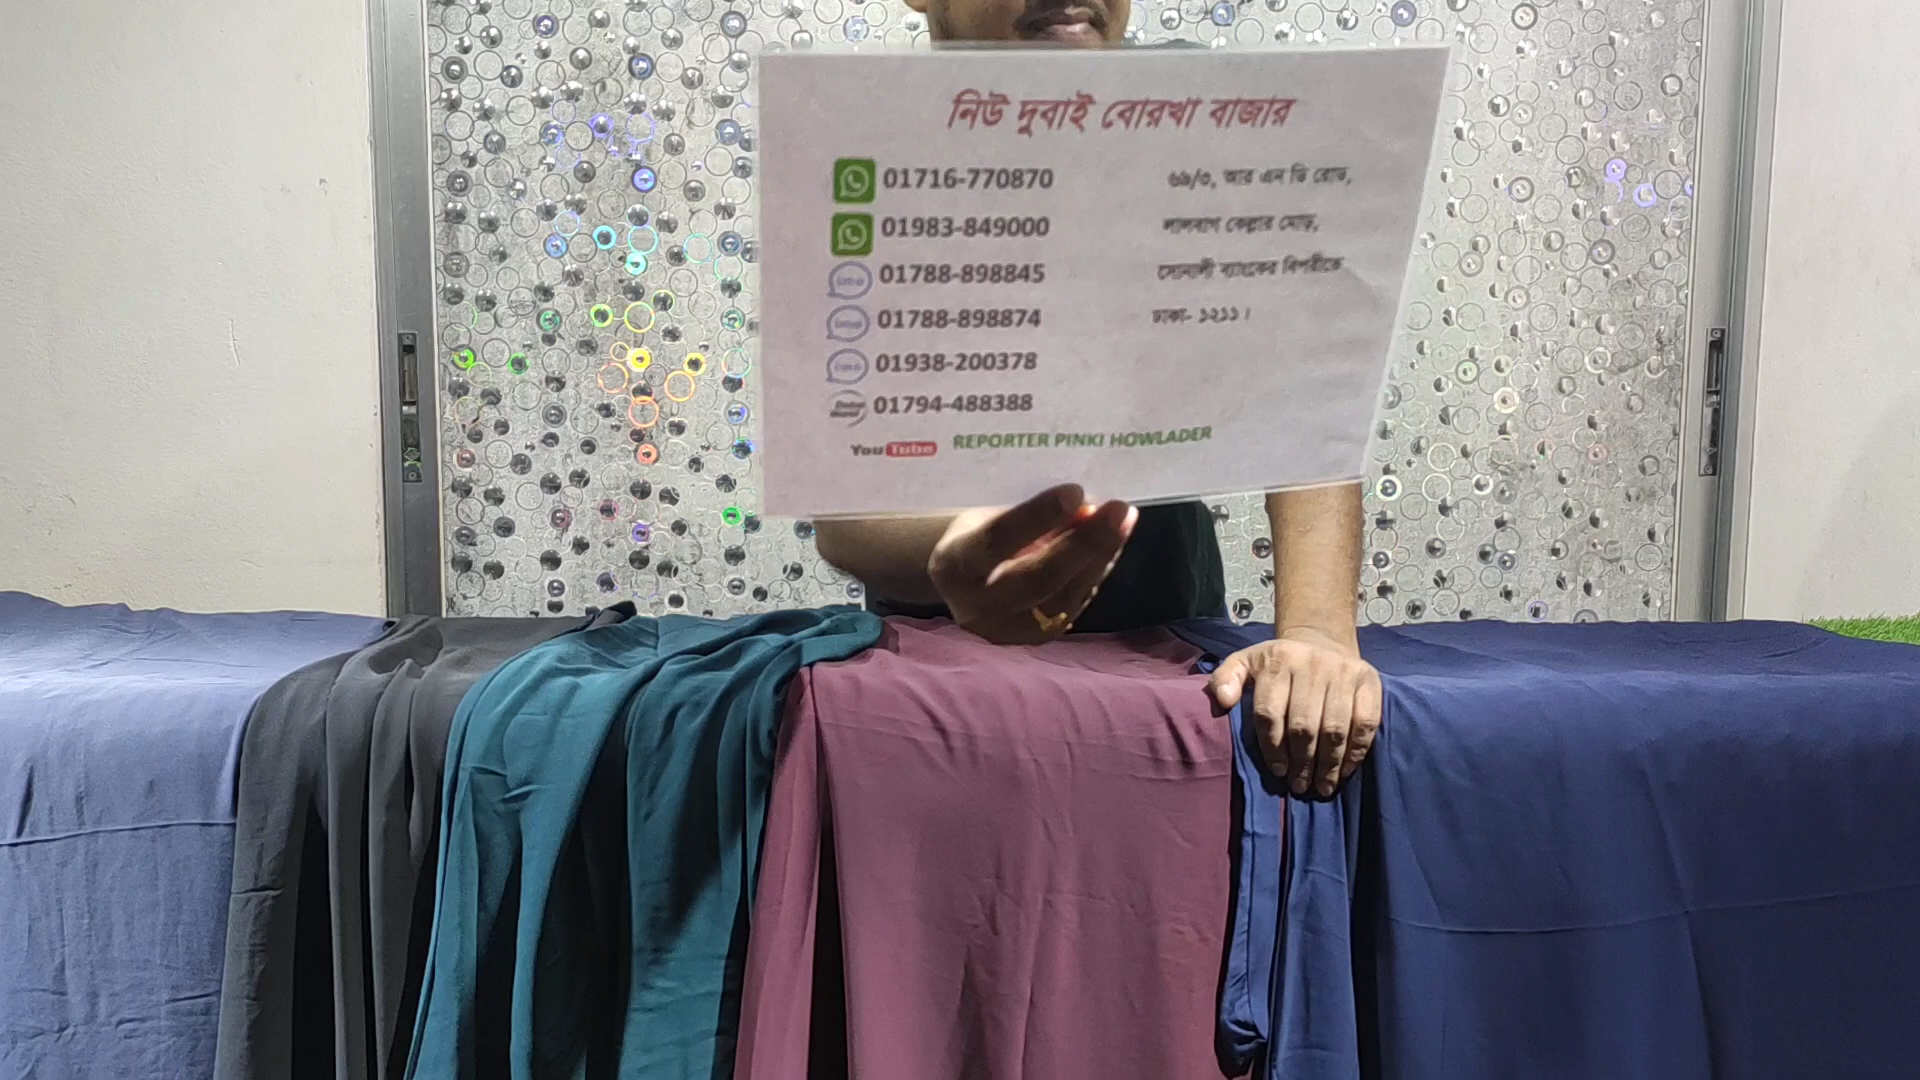 নিউ দুবাই বোরখা বাজার
01716-770870
01983-849000
01788-898845
01788-898874
01938-200378
01794-488388
YouTube REPORTER PINKI HOWLADER
৬৯/৩, আর এন ডি রোড,
লালবাগ কেল্লার মোড়,
সোনালী ব্যাংকের বিপরীতে
ঢাকা- ১২১১।